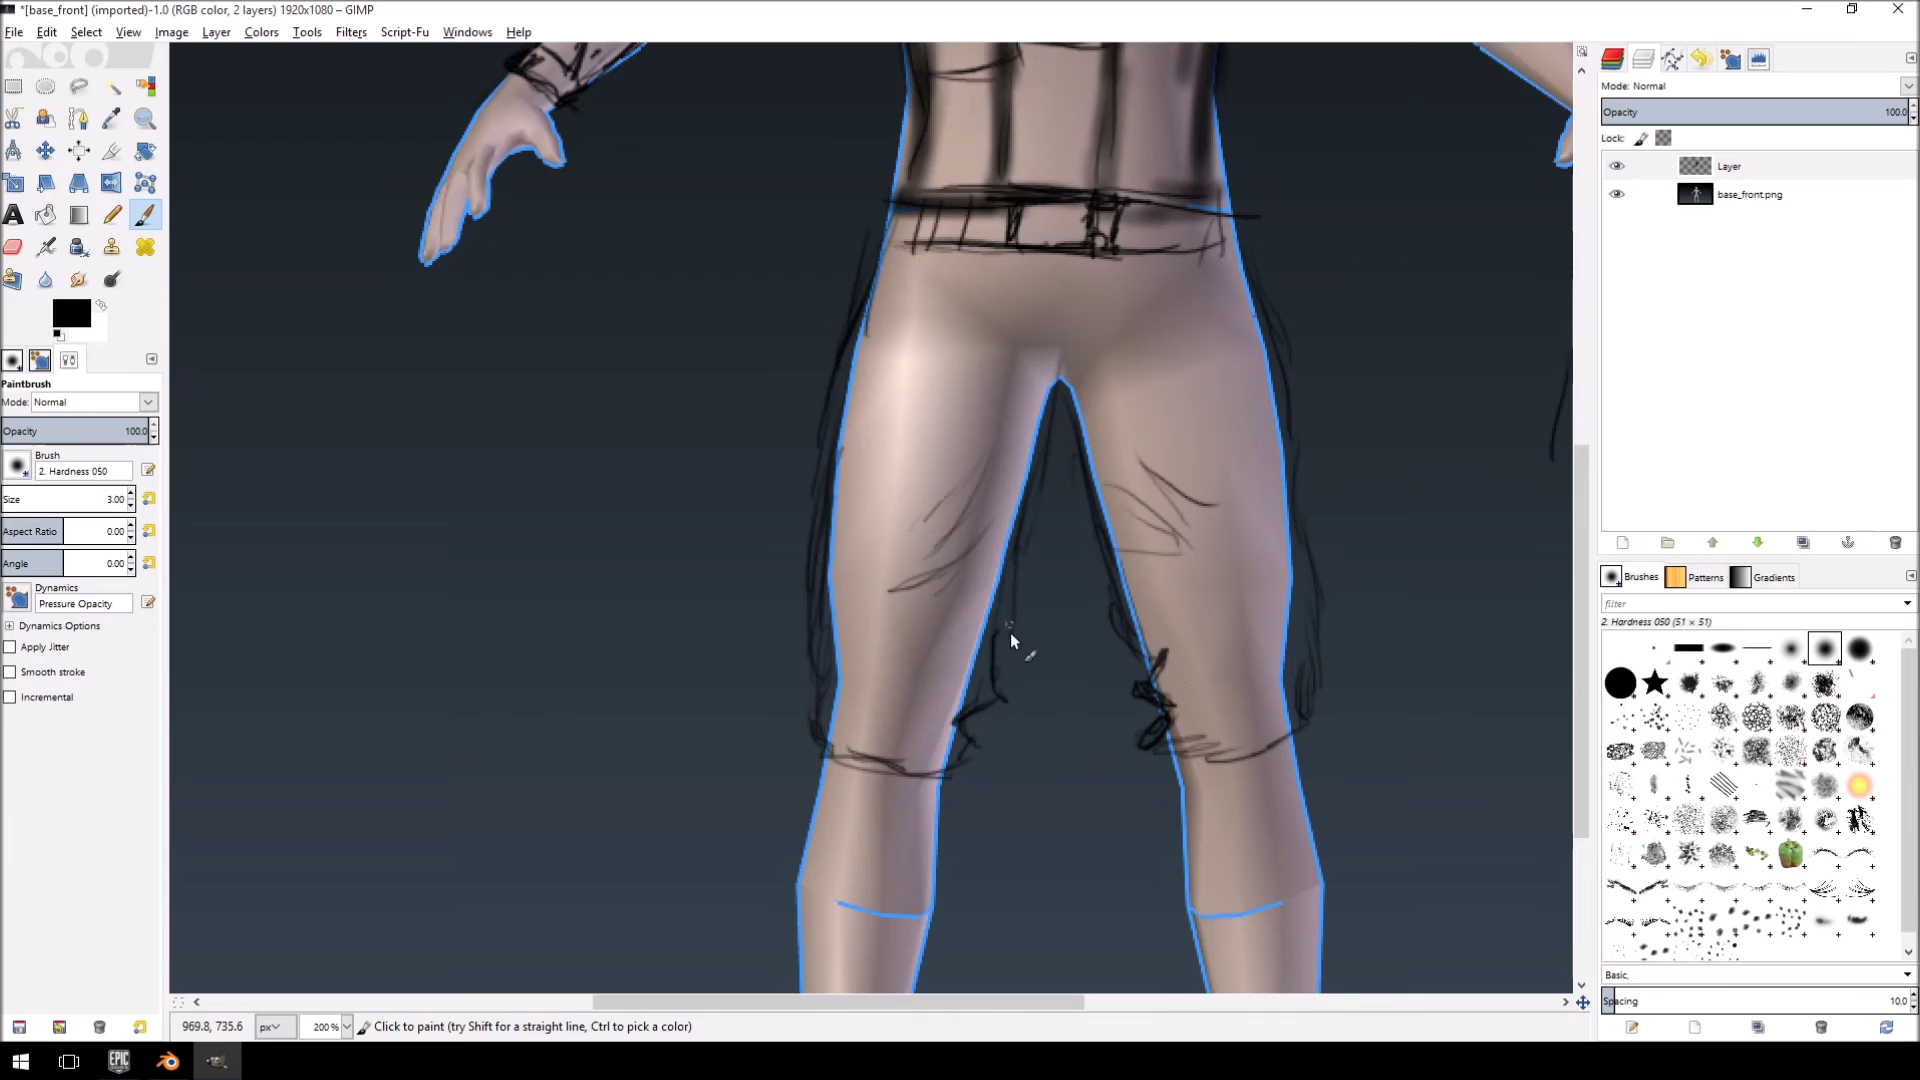 *[base_front] (imported)-1.0 (RGB color, 2 layers) 1920x1080 – GIMP
File Edit Select View Image Layer Colors Tools Filters Script-Fu Windows Help
Mode: Normal
Opacity 100.0
Lock:
Layer
base_front.png
Paintbrush
Mode: Normal
Opacity 100.0
Brush
2. Hardness 050
Size 3.00
Aspect Ratio 0.00
Angle 0.00
Dynamics
Pressure Opacity
Dynamics Options
Apply Jitter
Smooth stroke
Incremental
Brushes Patterns Gradients
filter
2. Hardness 050 (51 × 51)
Basic,
Spacing 10.0
969.8, 735.6 px 200 % Click to paint (try Shift for a straight line, Ctrl to pick a color)
EPIC